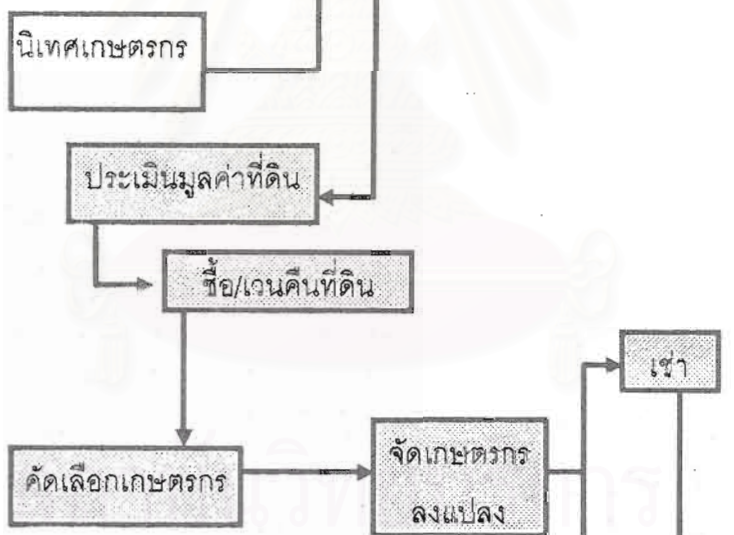 นิเทศเกษตรกร
ประเมินมูลค่าที่ดิน
ซื้อ/เวนคืนที่ดิน
เช่า
คัดเลือกเกษตรกร
จัดเกษตรกร
ลงแปลง